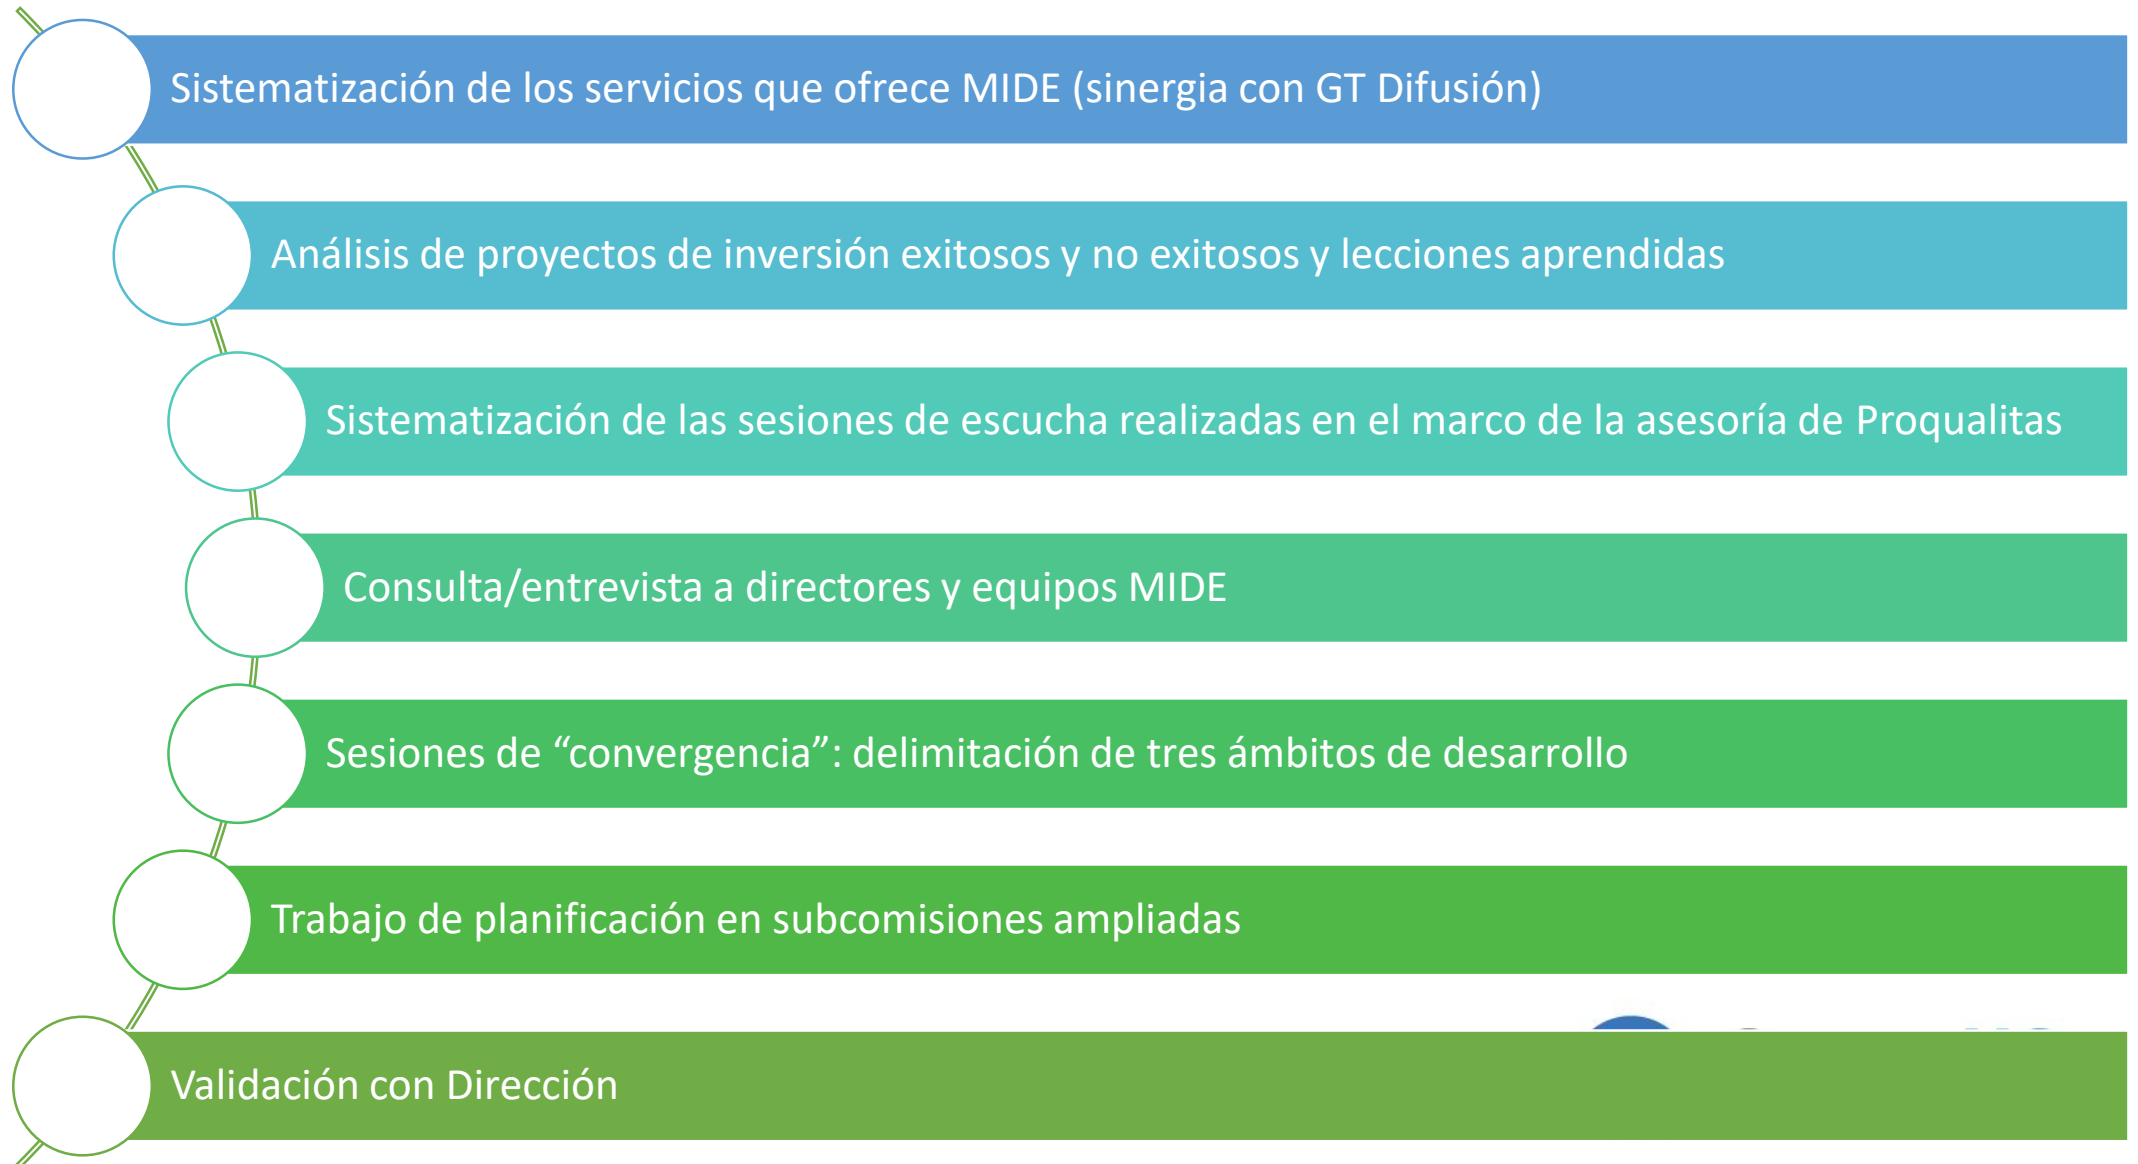 Sistematización de los servicios que ofrece MIDE (sinergia con GT Difusión)
Análisis de proyectos de inversión exitosos y no exitosos y lecciones aprendidas
Sistematización de las sesiones de escucha realizadas en el marco de la asesoría de Proqualitas
Consulta/entrevista a directores y equipos MIDE
Sesiones de “convergencia”: delimitación de tres ámbitos de desarrollo
Trabajo de planificación en subcomisiones ampliadas
Validación con Dirección